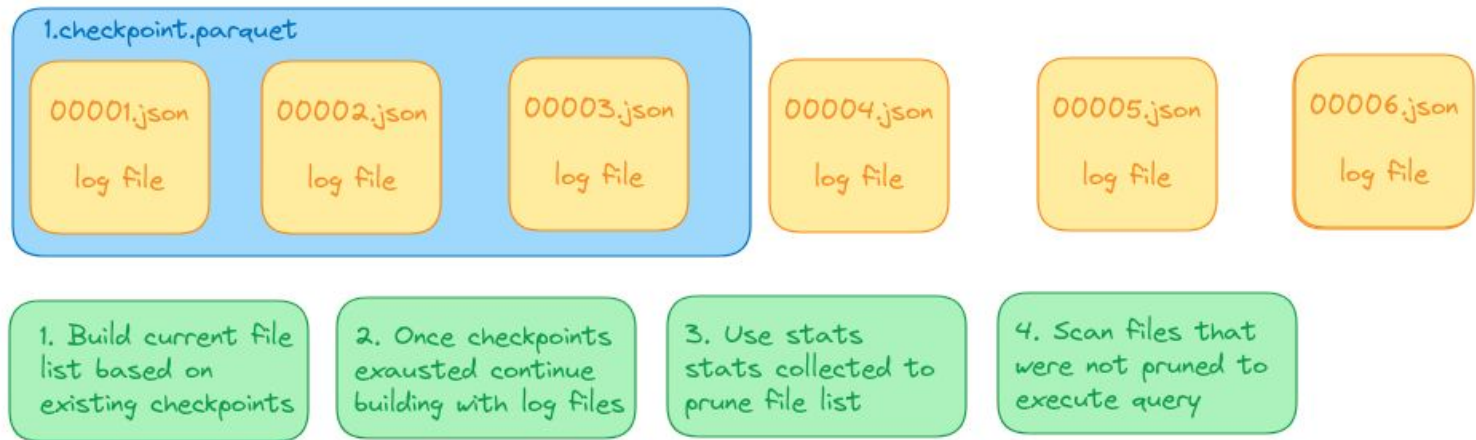 1.checkpoint.parquet
00001.json
log file
00002.json
log file
00003.json
log file
00004.json
log file
00005.json
log file
00006.json
log file
1. Build current file
list based on
existing checkpoints
2. Once checkpoints
exausted continue
building with log files
3. Use stats
stats collected to
prune file list
4. Scan files that
were not pruned to
execute query